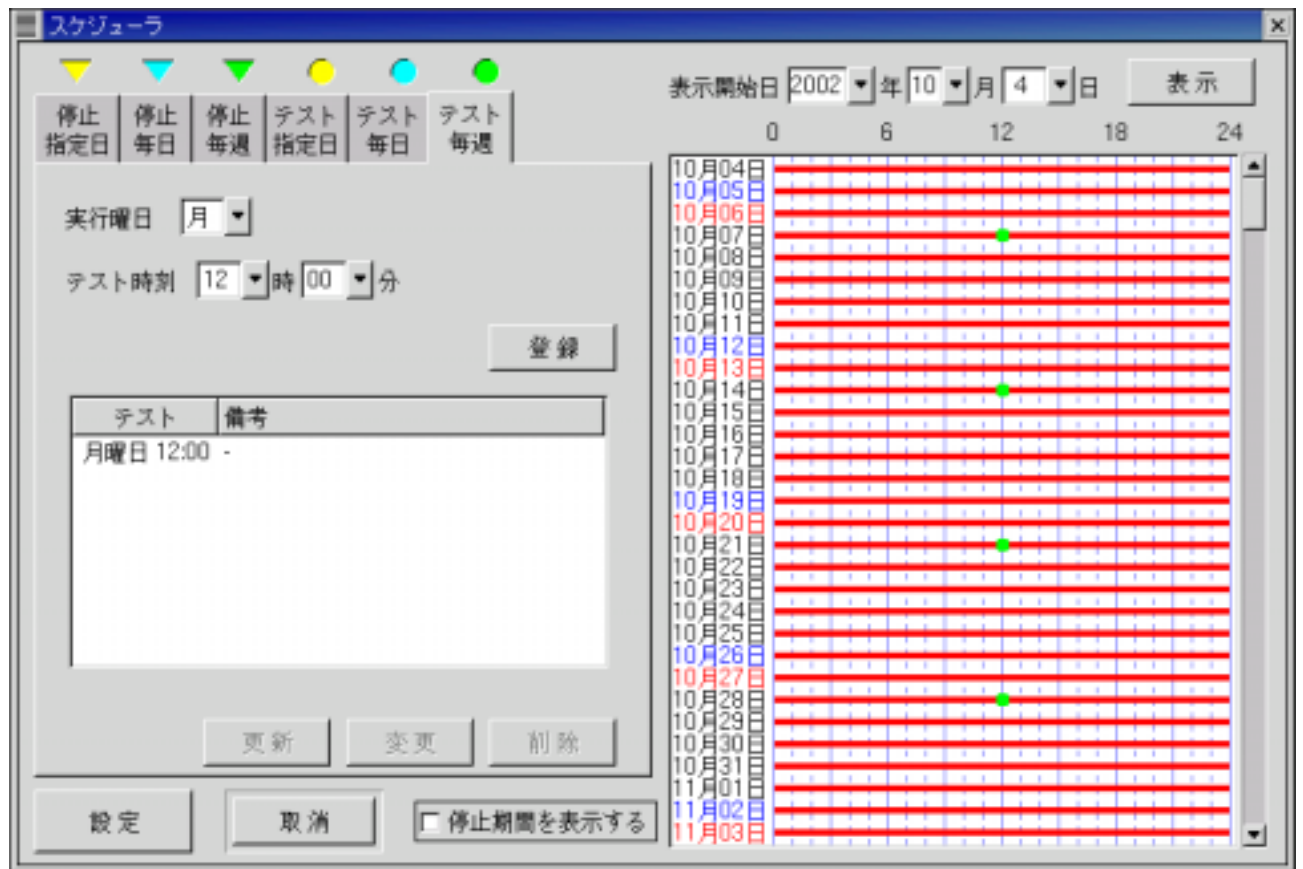 スケジューラ
停止 指定日
停止 毎日
停止 毎週
テスト 指定日
テスト 毎日
テスト 毎週
実行曜日 月
テスト時刻 12 時 00 分
登録
テスト 備考
月曜日 12:00 -
更新 変更 削除
設定 取消 停止期間を表示する
表示開始日 2002 年 10 月 4 日 表示
0 6 12 18 24
10月04日
10月05日
10月06日
10月07日
10月08日
10月09日
10月10日
10月11日
10月12日
10月13日
10月14日
10月15日
10月16日
10月17日
10月18日
10月19日
10月20日
10月21日
10月22日
10月23日
10月24日
10月25日
10月26日
10月27日
10月28日
10月29日
10月30日
10月31日
11月01日
11月02日
11月03日